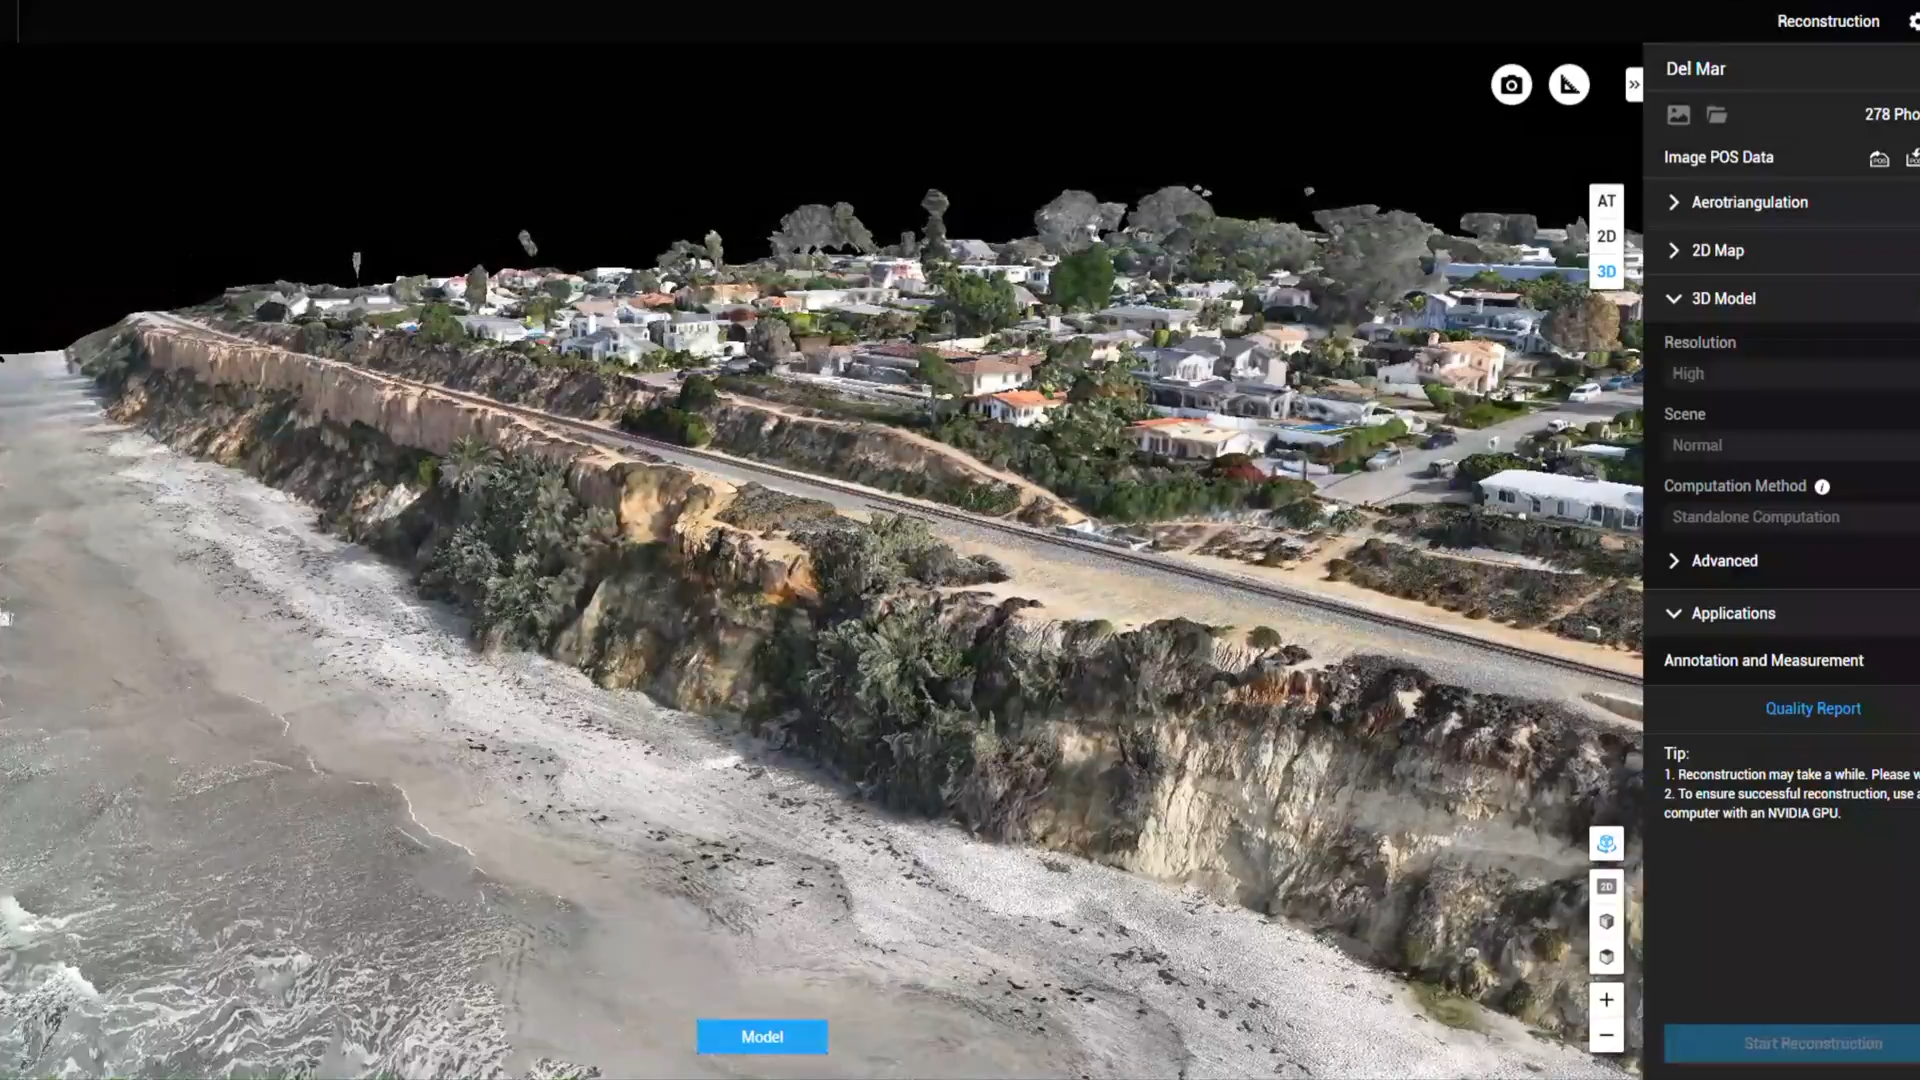 Reconstruction
Del Mar
278 Pho
Image POS Data
AT
Aerotriangulation
2D
2D Map
3D
3D Model
Resolution
High
Scene
Normal
Computation Method
Standalone Computation
Advanced
Applications
Annotation and Measurement
Quality Report
Tip:
1. Reconstruction may take a while. Please w
2. To ensure successful reconstruction, use a
computer with an NVIDIA GPU.
2D
Model
Start Reconstruction